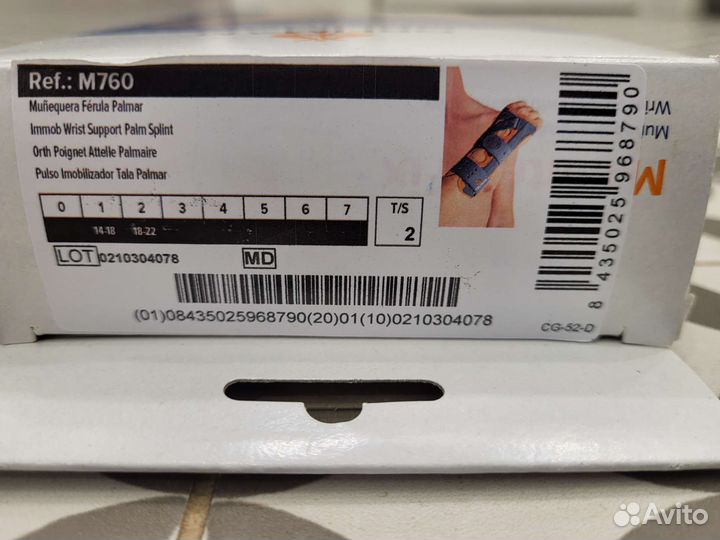 Ref.: M760
Muñequera Férula Palmar
Immob Wrist Support Palm Splint
Orth Poignet Attelle Palmaire
Pulso Imobilizador Tala Palmar
0 1 2 3 4 5 6 7 T/S
14-18 18-22 2
LOT 0210304078 MD
(01)08435025968790(20)01(10)0210304078
8 435025 968790
CG-52-D
M
Mu
Wri
Avito